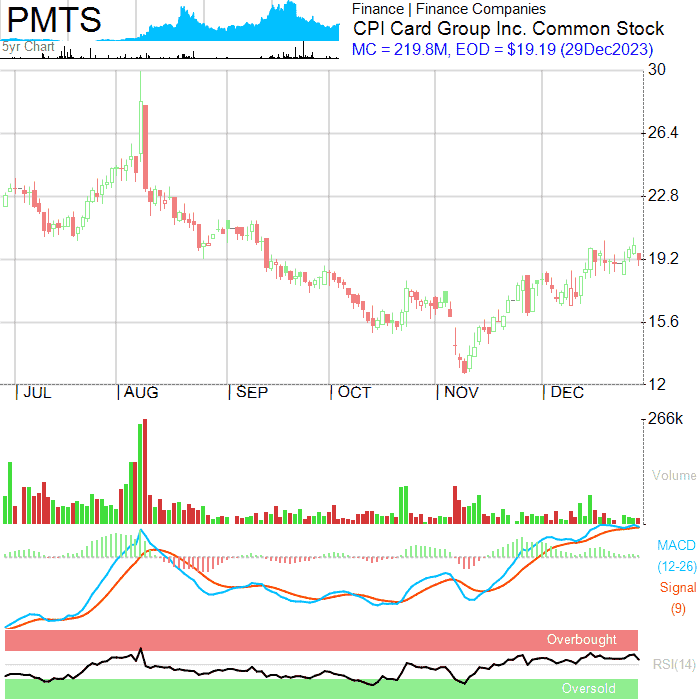 PMTS
5yr Chart
Finance | Finance Companies
CPI Card Group Inc. Common Stock
MC = 219.8M, EOD = $19.19 (29Dec2023)
30
26.4
22.8
19.2
15.6
12
JUL AUG SEP OCT NOV DEC
266k
Volume
MACD
(12-26)
Signal
(9)
Overbought
RSI(14)
Oversold